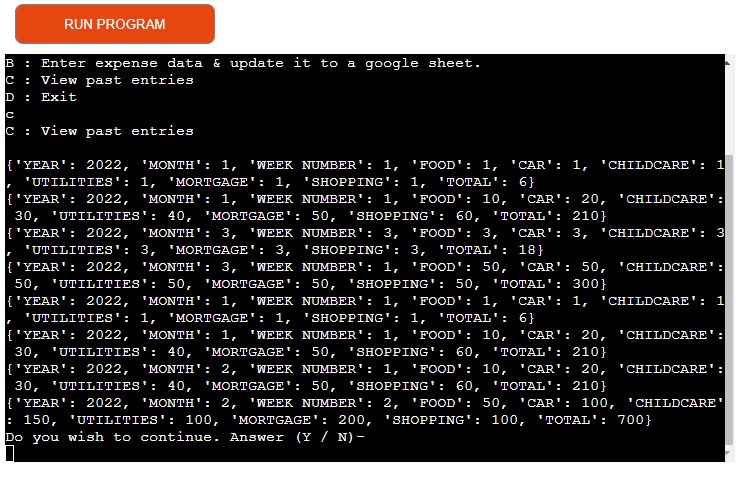 RUN PROGRAM
B : Enter expense data & update it to a google sheet.
C : View past entries
D : Exit
c
C : View past entries
{'YEAR': 2022, 'MONTH': 1, 'WEEK NUMBER': 1, 'FOOD': 1, 'CAR': 1, 'CHILDCARE': 1
, 'UTILITIES': 1, 'MORTGAGE': 1, 'SHOPPING': 1, 'TOTAL': 6}
{'YEAR': 2022, 'MONTH': 1, 'WEEK NUMBER': 1, 'FOOD': 10, 'CAR': 20, 'CHILDCARE':
30, 'UTILITIES': 40, 'MORTGAGE': 50, 'SHOPPING': 60, 'TOTAL': 210}
{'YEAR': 2022, 'MONTH': 3, 'WEEK NUMBER': 3, 'FOOD': 3, 'CAR': 3, 'CHILDCARE': 3
, 'UTILITIES': 3, 'MORTGAGE': 3, 'SHOPPING': 3, 'TOTAL': 18}
{'YEAR': 2022, 'MONTH': 3, 'WEEK NUMBER': 1, 'FOOD': 50, 'CAR': 50, 'CHILDCARE':
50, 'UTILITIES': 50, 'MORTGAGE': 50, 'SHOPPING': 50, 'TOTAL': 300}
{'YEAR': 2022, 'MONTH': 1, 'WEEK NUMBER': 1, 'FOOD': 1, 'CAR': 1, 'CHILDCARE': 1
, 'UTILITIES': 1, 'MORTGAGE': 1, 'SHOPPING': 1, 'TOTAL': 6}
{'YEAR': 2022, 'MONTH': 1, 'WEEK NUMBER': 1, 'FOOD': 10, 'CAR': 20, 'CHILDCARE':
30, 'UTILITIES': 40, 'MORTGAGE': 50, 'SHOPPING': 60, 'TOTAL': 210}
{'YEAR': 2022, 'MONTH': 2, 'WEEK NUMBER': 1, 'FOOD': 10, 'CAR': 20, 'CHILDCARE':
30, 'UTILITIES': 40, 'MORTGAGE': 50, 'SHOPPING': 60, 'TOTAL': 210}
{'YEAR': 2022, 'MONTH': 2, 'WEEK NUMBER': 2, 'FOOD': 50, 'CAR': 100, 'CHILDCARE'
: 150, 'UTILITIES': 100, 'MORTGAGE': 200, 'SHOPPING': 100, 'TOTAL': 700}
Do you wish to continue. Answer (Y / N)-